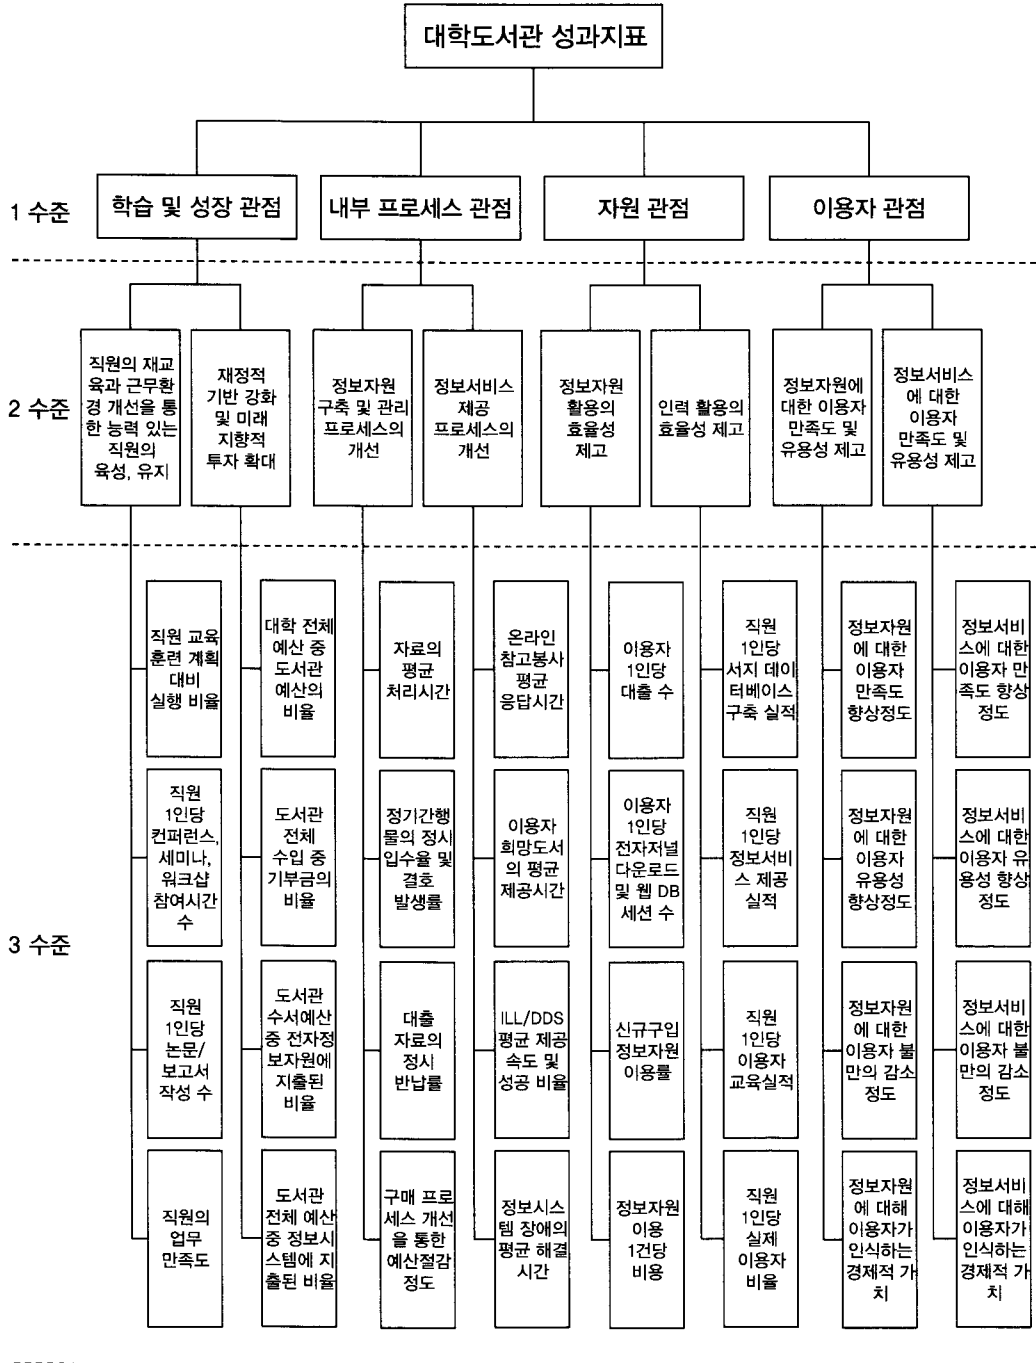 대학도서관 성과지표
1 수준
학습 및 성장 관점
내부 프로세스 관점
자원 관점
이용자 관점
2 수준
직원의 재교
육과 근무환
경 개선을 통
한 능력 있는
직원의
육성, 유지
재정적
기반 강화
및 미래
지향적
투자 확대
정보자원
구축 및 관리
프로세스의
개선
정보서비스
제공
프로세스의
개선
정보자원
활용의
효율성
제고
인력 활용의
효율성 제고
정보자원에
대한 이용자
만족도 및
유용성 제고
정보서비스
에 대한
이용자
만족도 및
유용성 제고
3 수준
직원 교육
훈련 계획
대비
실행 비율
대학 전체
예산 중
도서관
예산의
비율
자료의
평균
처리시간
온라인
참고봉사
평균
응답시간
이용자
1인당
대출 수
직원
1인당
서지 데이
터베이스
구축 실적
정보자원
에 대한
이용자
만족도
향상정도
정보서비
스에 대한
이용자 만
족도 향상
정도
직원
1인당
컨퍼런스,
세미나,
워크샵
참여시간
수
도서관
전체
수입 중
기부금의
비율
정기간행
물의 정시
입수율 및
결호
발생률
이용자
희망도서
의 평균
제공시간
이용자
1인당
전자저널
다운로드
및 웹 DB
세션 수
직원
1인당
정보서비
스 제공
실적
정보자원
에 대한
이용자
유용성
향상정도
정보서비
스에 대한
이용자 유
용성 향상
정도
직원
1인당
논문/
보고서
작성 수
도서관
수서예산
중 전자정
보자원에
지출된
비율
대출
자료의
정시
반납률
ILL/DDS
평균 제공
속도 및
성공 비율
신규구입
정보자원
이용률
직원
1인당
이용자
교육실적
정보자원
에 대한
이용자 불
만의 감소
정도
정보서비
스에 대한
이용자 불
만의 감소
정도
직원의
업무
만족도
도서관
전체 예산
중 정보시
스템에 지
출된 비율
구매 프로
세스 개선
을 통한
예산절감
정도
정보시스
템 장애의
평균 해결
시간
정보자원
이용
1건당
비용
직원
1인당
실제
이용자
비율
정보자원
에 대해
이용자가
인식하는
경제적 가
치
정보서비
스에 대해
이용자가
인식하는
경제적 가
치